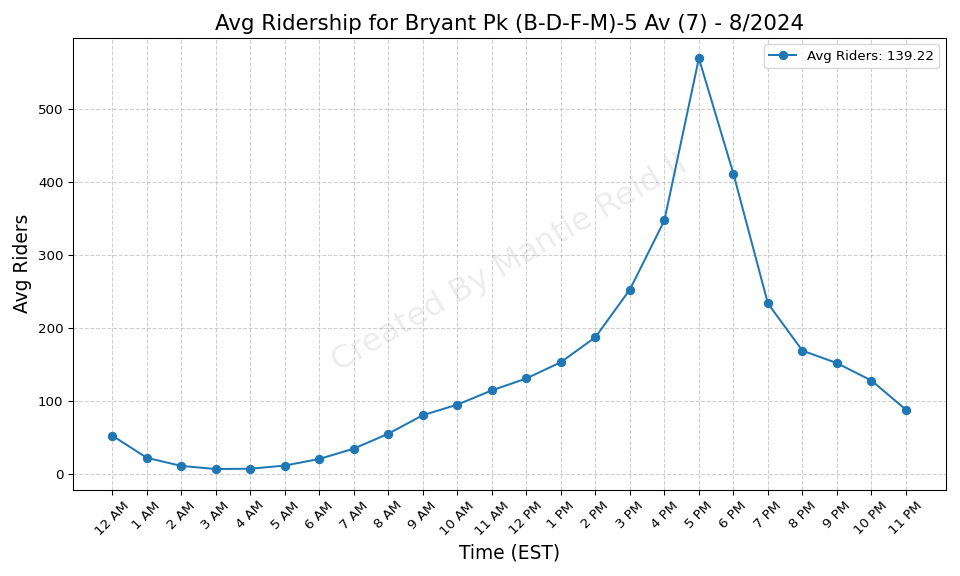 Avg Ridership for Bryant Pk (B-D-F-M)-5 Av (7) - 8/2024
Avg Riders: 139.22
Avg Riders
500
400
300
200
100
0
Created By Mantle Reid II
12 AM
1 AM
2 AM
3 AM
4 AM
5 AM
6 AM
7 AM
8 AM
9 AM
10 AM
11 AM
12 PM
1 PM
2 PM
3 PM
4 PM
5 PM
6 PM
7 PM
8 PM
9 PM
10 PM
11 PM
Time (EST)